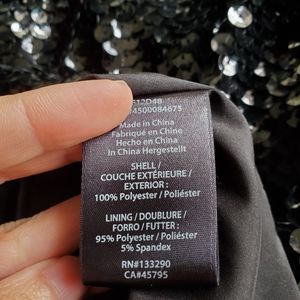 Made in China
Fabriqué en Chine
Hecho en China
In China Hergestellt
SHELL /
COUCHE EXTÉRIEURE /
EXTERIOR :
100% Polyester / Poliéster
LINING / DOUBLURE /
FORRO / FUTTER :
95% Polyester / Poliéster
5% Spandex
RN#133290
CA#45795